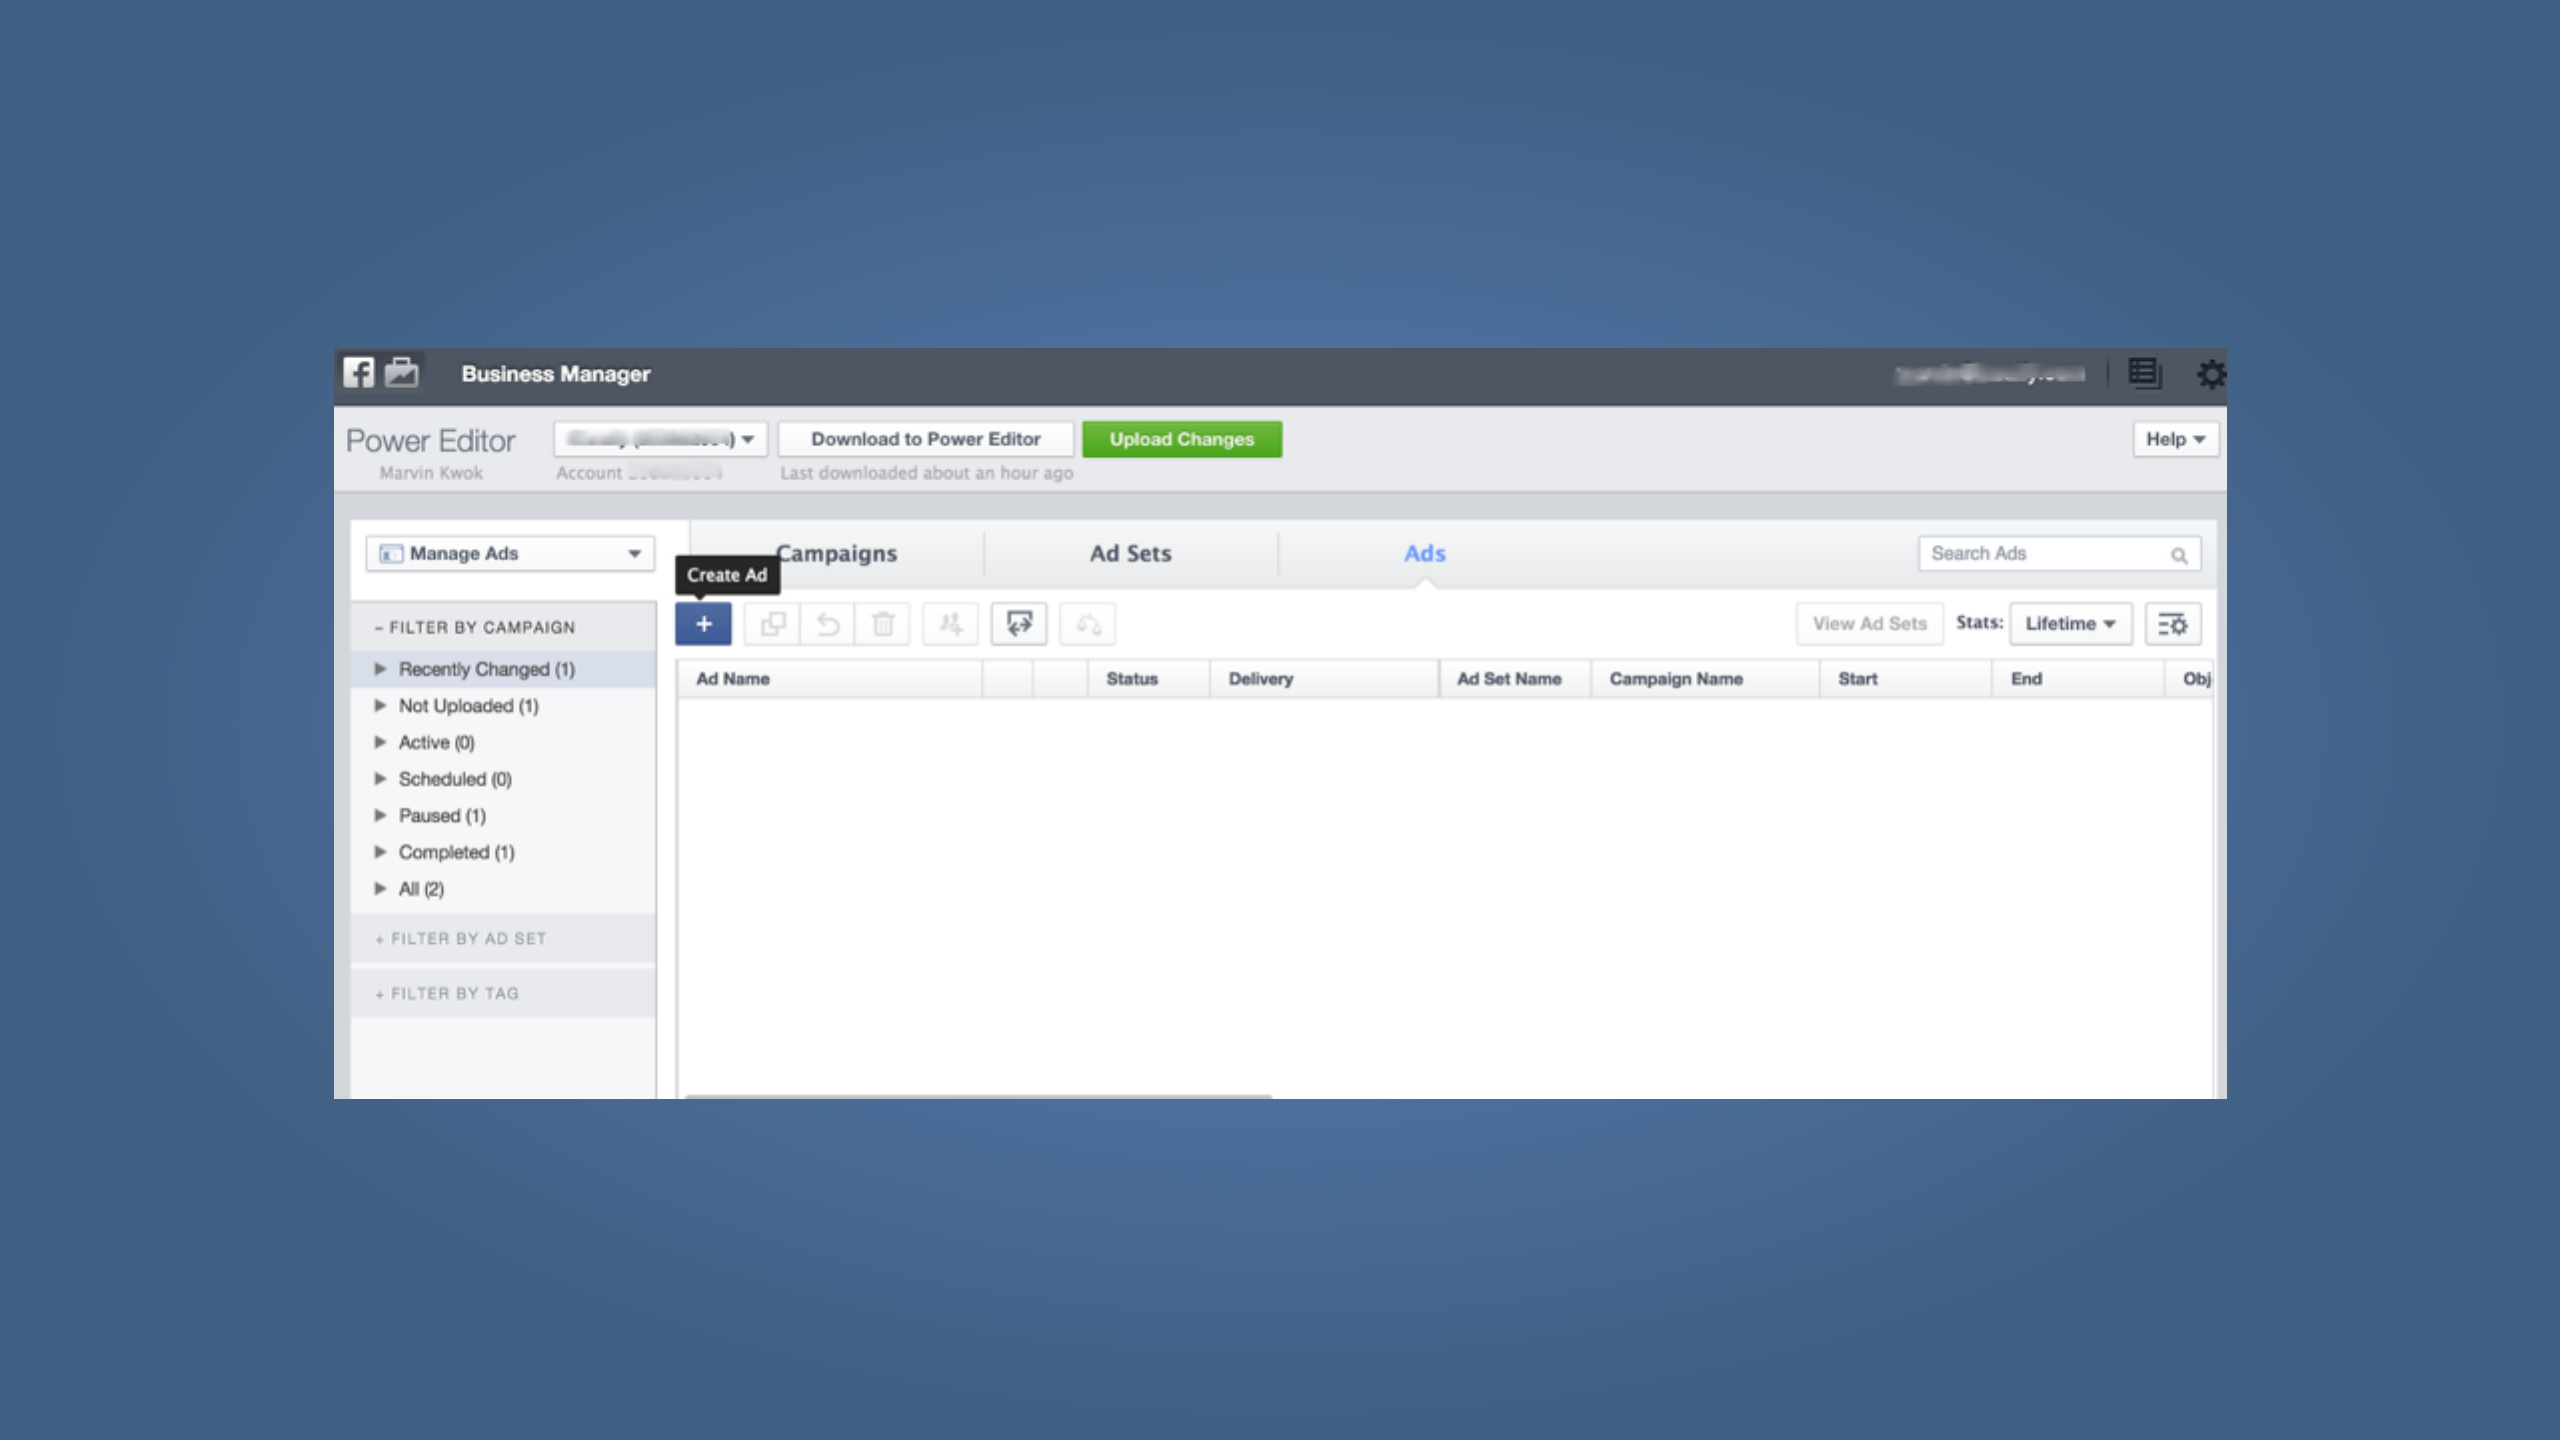 Business Manager
Power Editor
Download to Power Editor
Upload Changes
Help
Marvin Kwok
Account
Last downloaded about an hour ago
Manage Ads
Campaigns
Ad Sets
Ads
Search Ads
Create Ad
+
View Ad Sets
Stats:
Lifetime
– FILTER BY CAMPAIGN
Recently Changed (1)
Not Uploaded (1)
Active (0)
Scheduled (0)
Paused (1)
Completed (1)
All (2)
+ FILTER BY AD SET
+ FILTER BY TAG
Ad Name
Status
Delivery
Ad Set Name
Campaign Name
Start
End
Obj